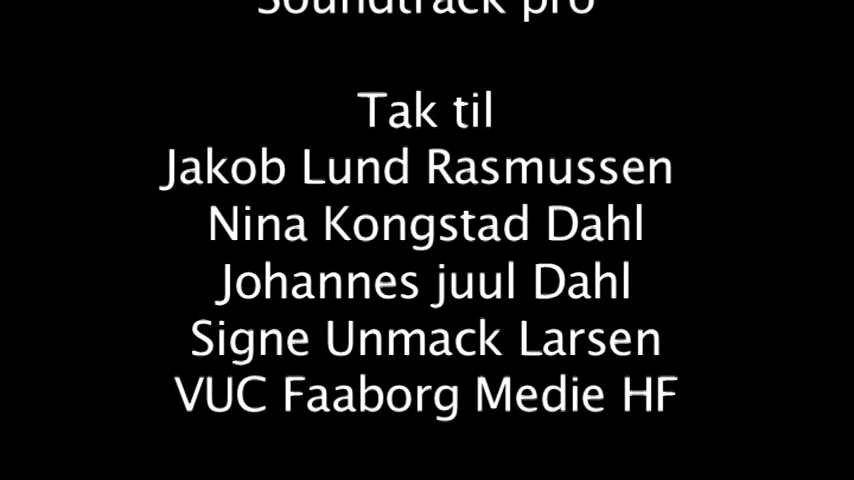 Soundtrack pro
Tak til
Jakob Lund Rasmussen
Nina Kongstad Dahl
Johannes juul Dahl
Signe Unmack Larsen
VUC Faaborg Medie HF